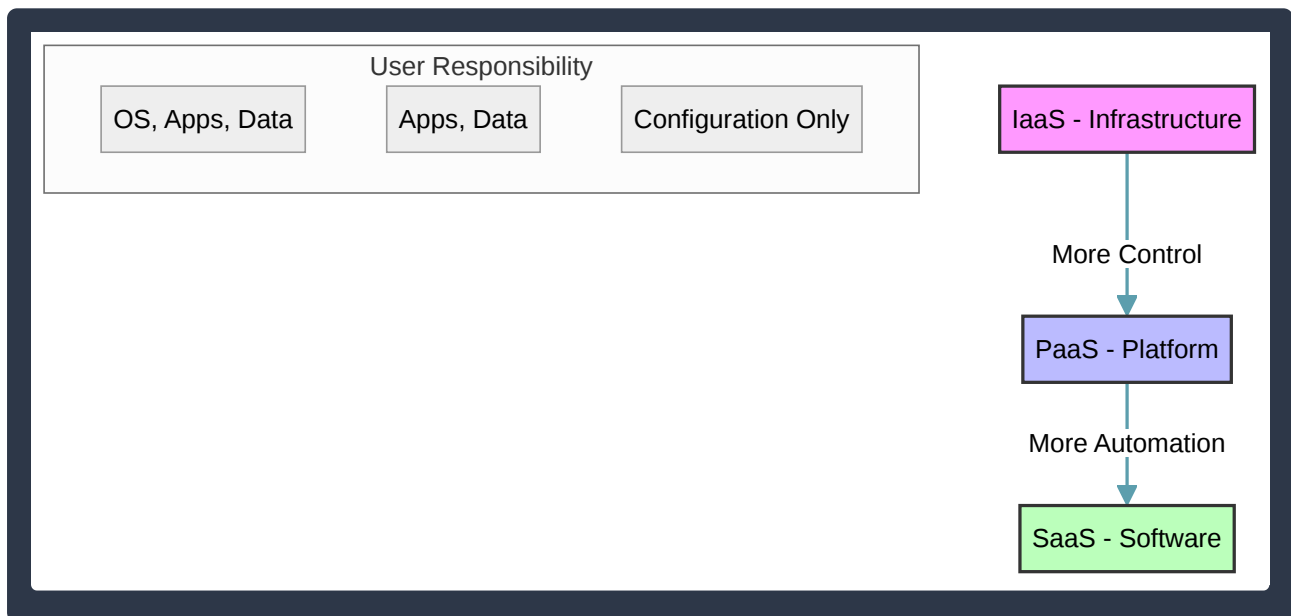 User Responsibility
OS, Apps, Data
Apps, Data
Configuration Only
IaaS - Infrastructure
More Control
PaaS - Platform
More Automation
SaaS - Software